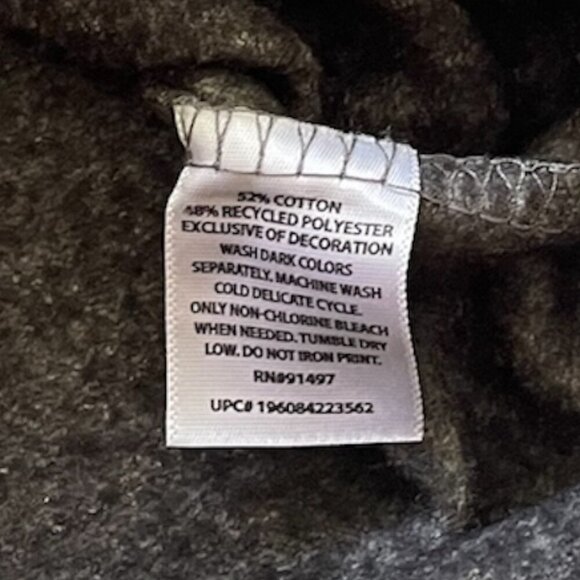 52% COTTON
48% RECYCLED POLYESTER
EXCLUSIVE OF DECORATION
WASH DARK COLORS
SEPARATELY. MACHINE WASH
COLD DELICATE CYCLE.
ONLY NON-CHLORINE BLEACH
WHEN NEEDED. TUMBLE DRY
LOW. DO NOT IRON PRINT.
RN#91497
UPC# 196084223562